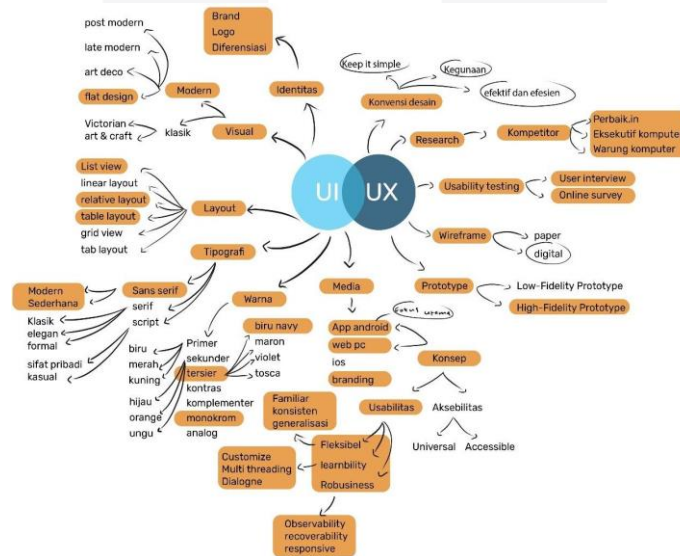 Brand
Logo
Diferensiasi
post modern
late modern
art deco
flat design
Modern
Identitas
Victorian
art & craft
klasik
Visual
Keep it simple
Kegunaan
efektif dan efesien
Konvensi desain
Research
Kompetitor
Perbaik.in
Eksekutif komputer
Warung komputer
UI
UX
Usability testing
User interview
Online survey
List view
linear layout
relative layout
table layout
grid view
tab layout
Layout
Wireframe
paper
digital
Tipografi
Sans serif
serif
script
Modern
Sederhana
Klasik
elegan
formal
sifat pribadi
kasual
Warna
Media
Prototype
Low-Fidelity Prototype
High-Fidelity Prototype
biru navy
maron
violet
tosca
Primer
sekunder
tersier
kontras
komplementer
monokrom
analog
biru
merah
kuning
hijau
orange
ungu
App android
web pc
ios
branding
Konsep
Usabilitas
Aksebilitas
Universal
Accessible
Familiar
konsisten
generalisasi
Fleksibel
learnbility
Robusiness
Customize
Multi threading
Dialogne
Observability
recoverability
responsive